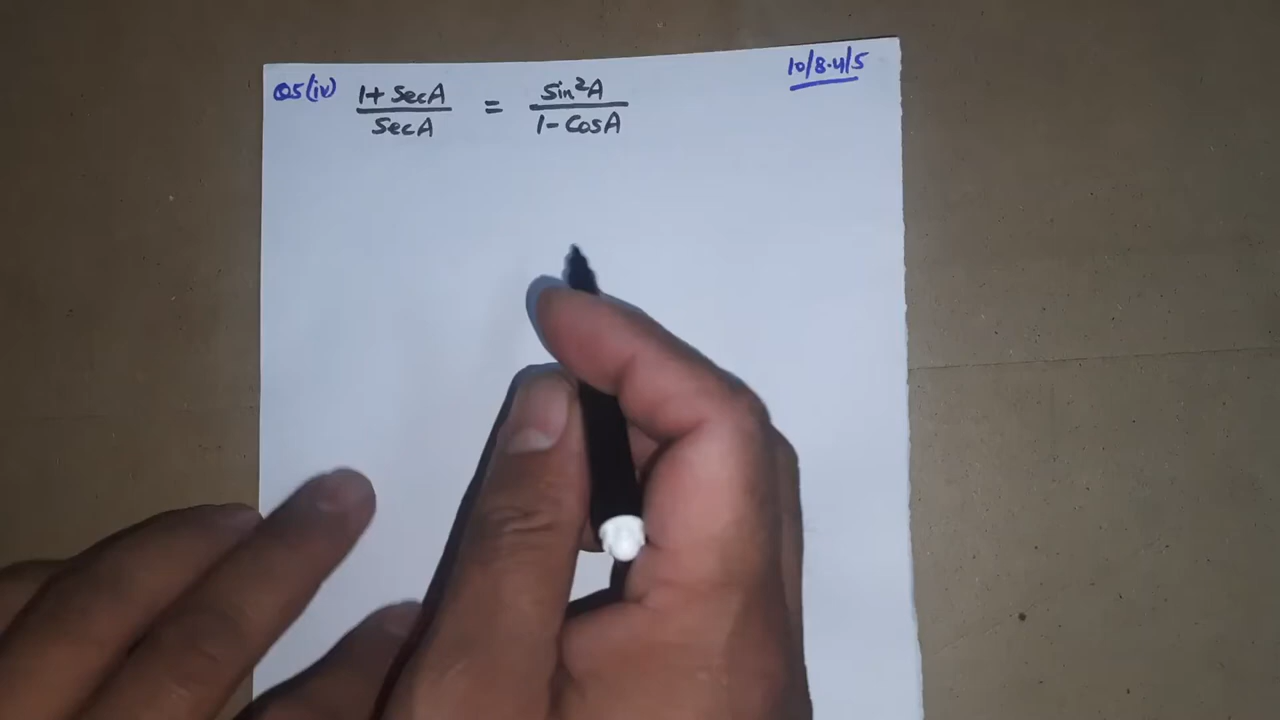 Q5(iv) 1+ SecA / SecA = Sin²A / 1- CosA
10/8.4/5